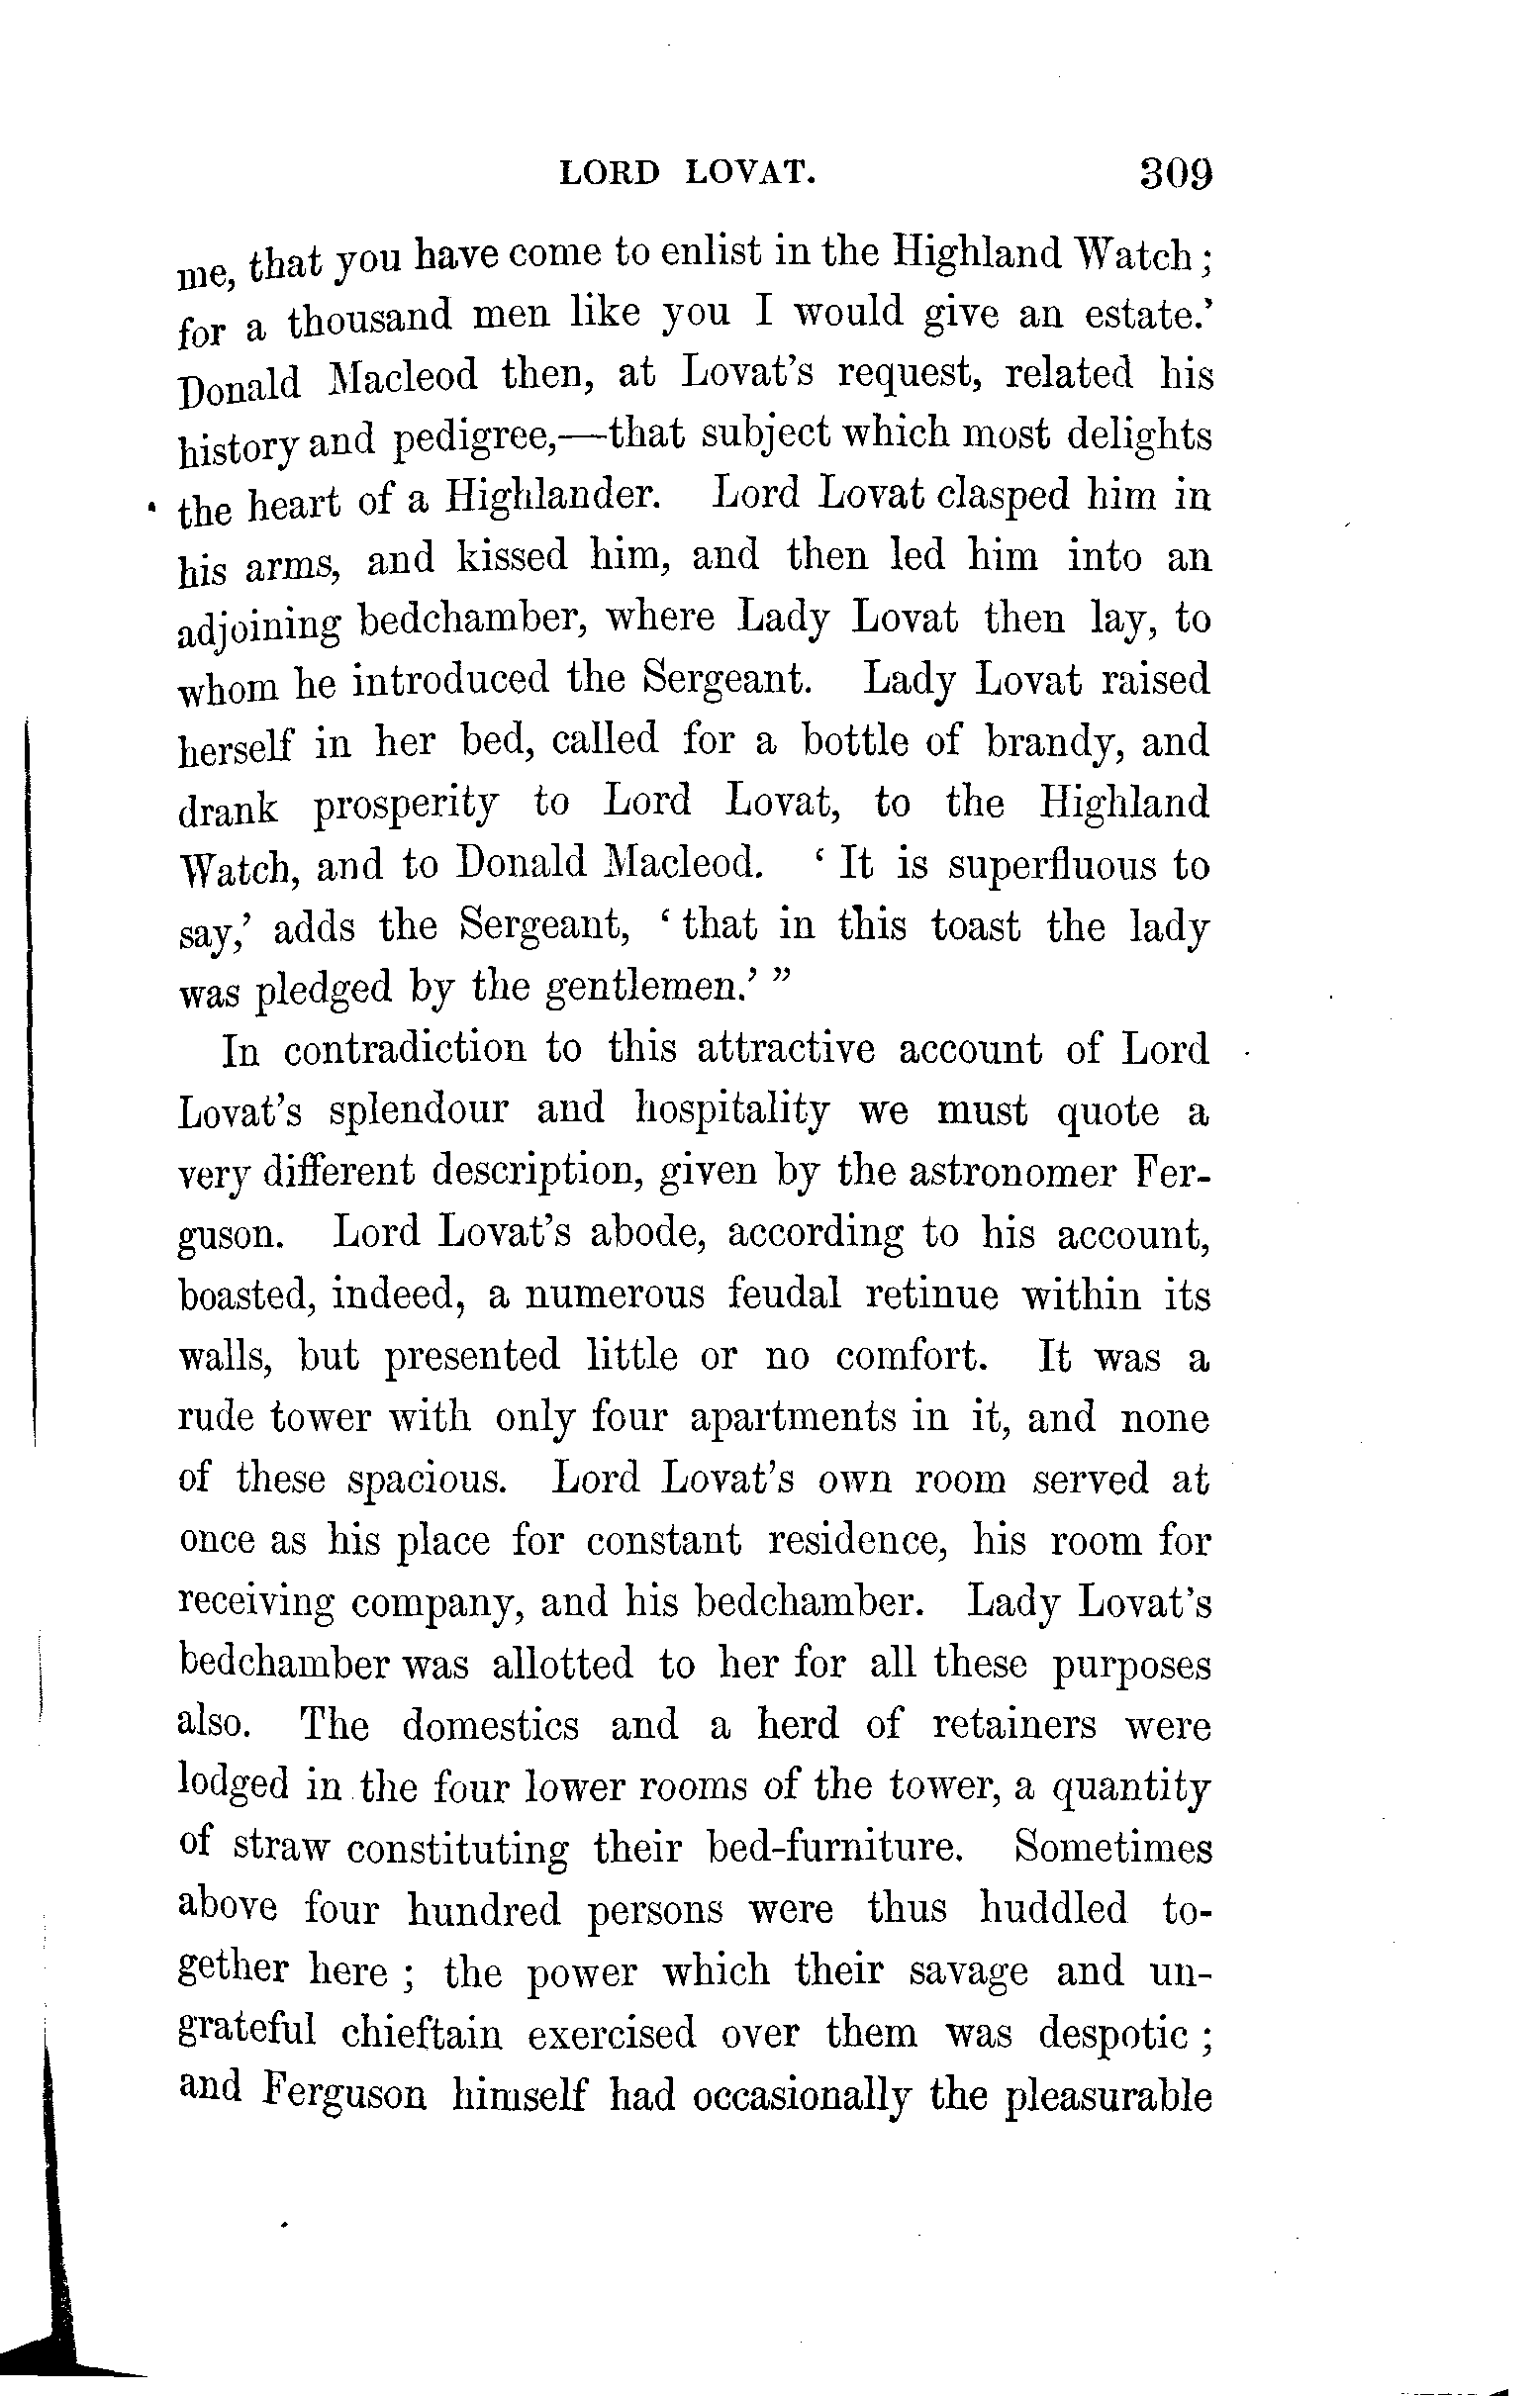 LORD LOVAT. 309
me, that you have come to enlist in the Highland Watch;
for a thousand men like you I would give an estate.’
Donald Macleod then, at Lovat’s request, related his
history and pedigree,—that subject which most delights
the heart of a Highlander. Lord Lovat clasped him in
his arms, and kissed him, and then led him into an
adjoining bedchamber, where Lady Lovat then lay, to
whom he introduced the Sergeant. Lady Lovat raised
herself in her bed, called for a bottle of brandy, and
drank prosperity to Lord Lovat, to the Highland
Watch, and to Donald Macleod. ‘It is superfluous to
say,’ adds the Sergeant, ‘that in this toast the lady
was pledged by the gentlemen.’”
In contradiction to this attractive account of Lord
Lovat’s splendour and hospitality we must quote a
very different description, given by the astronomer Fer-
guson. Lord Lovat’s abode, according to his account,
boasted, indeed, a numerous feudal retinue within its
walls, but presented little or no comfort. It was a
rude tower with only four apartments in it, and none
of these spacious. Lord Lovat’s own room served at
once as his place for constant residence, his room for
receiving company, and his bedchamber. Lady Lovat’s
bedchamber was allotted to her for all these purposes
also. The domestics and a herd of retainers were
lodged in the four lower rooms of the tower, a quantity
of straw constituting their bed-furniture. Sometimes
above four hundred persons were thus huddled to-
gether here; the power which their savage and un-
grateful chieftain exercised over them was despotic;
and Ferguson himself had occasionally the pleasurable